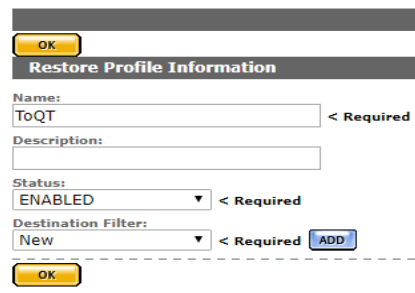 OK
Restore Profile Information
Name:
ToQT < Required
Description:
Status:
ENABLED < Required
Destination Filter:
New < Required ADD
OK